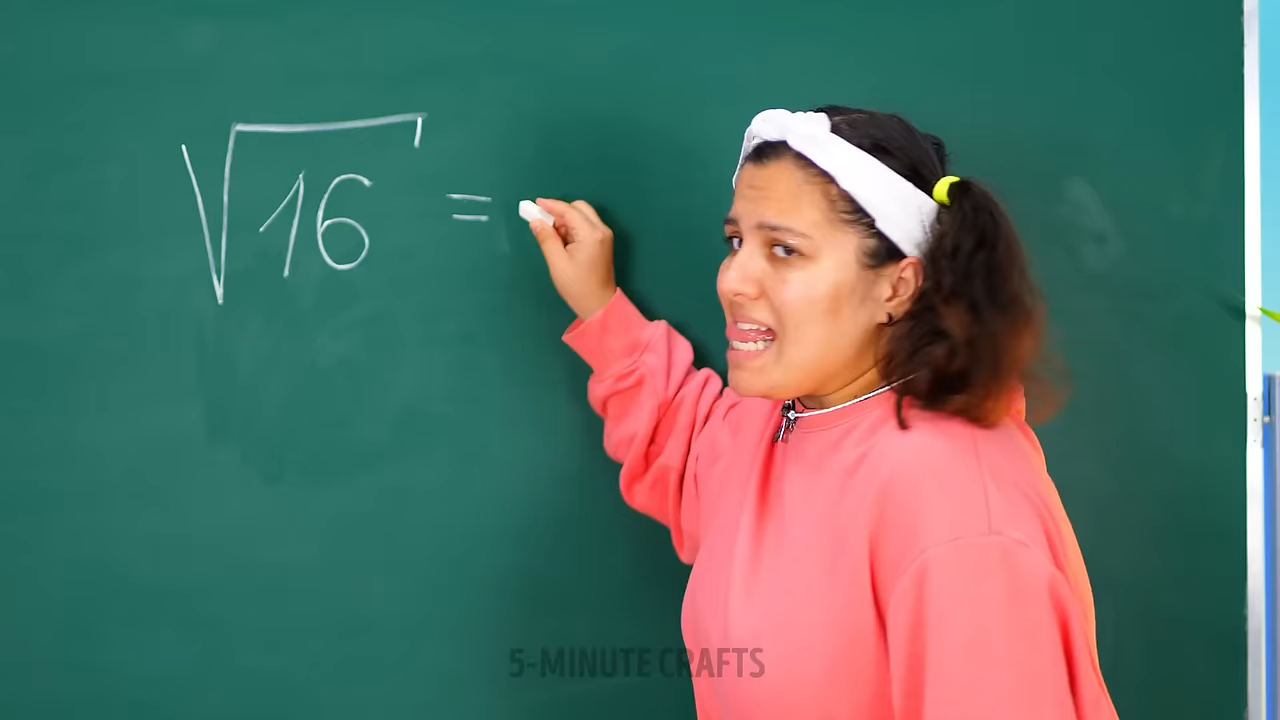 √16 =
5-MINUTE CRAFTS